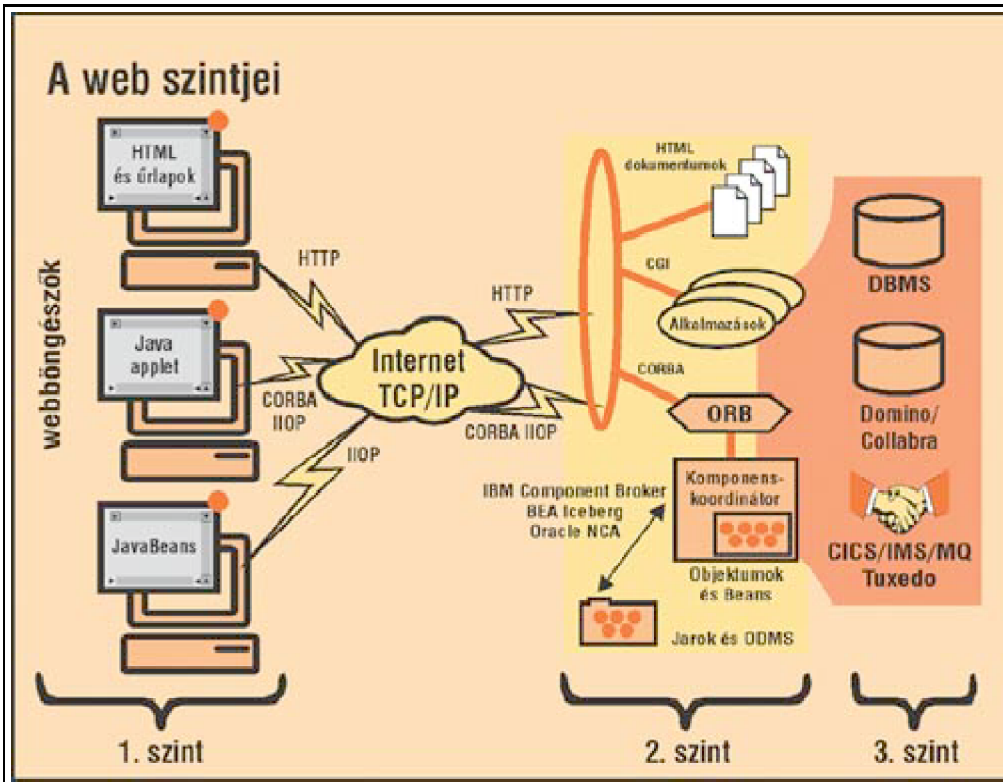 A web szintjei
webböngészők
HTML
és űrlapok
Java
applet
JavaBeans
HTTP
CORBA
IIOP
IIOP
Internet
TCP/IP
HTTP
CORBA IIOP
HTML
dokumentumok
CGI
Alkalmazások
CORBA
ORB
Komponens-
koordinátor
IBM Component Broker
BEA Iceberg
Oracle NCA
Objektumok
és Beans
Jarok és ODMS
DBMS
Domino/
Collabra
CICS/IMS/MQ
Tuxedo
1. szint
2. szint
3. szint